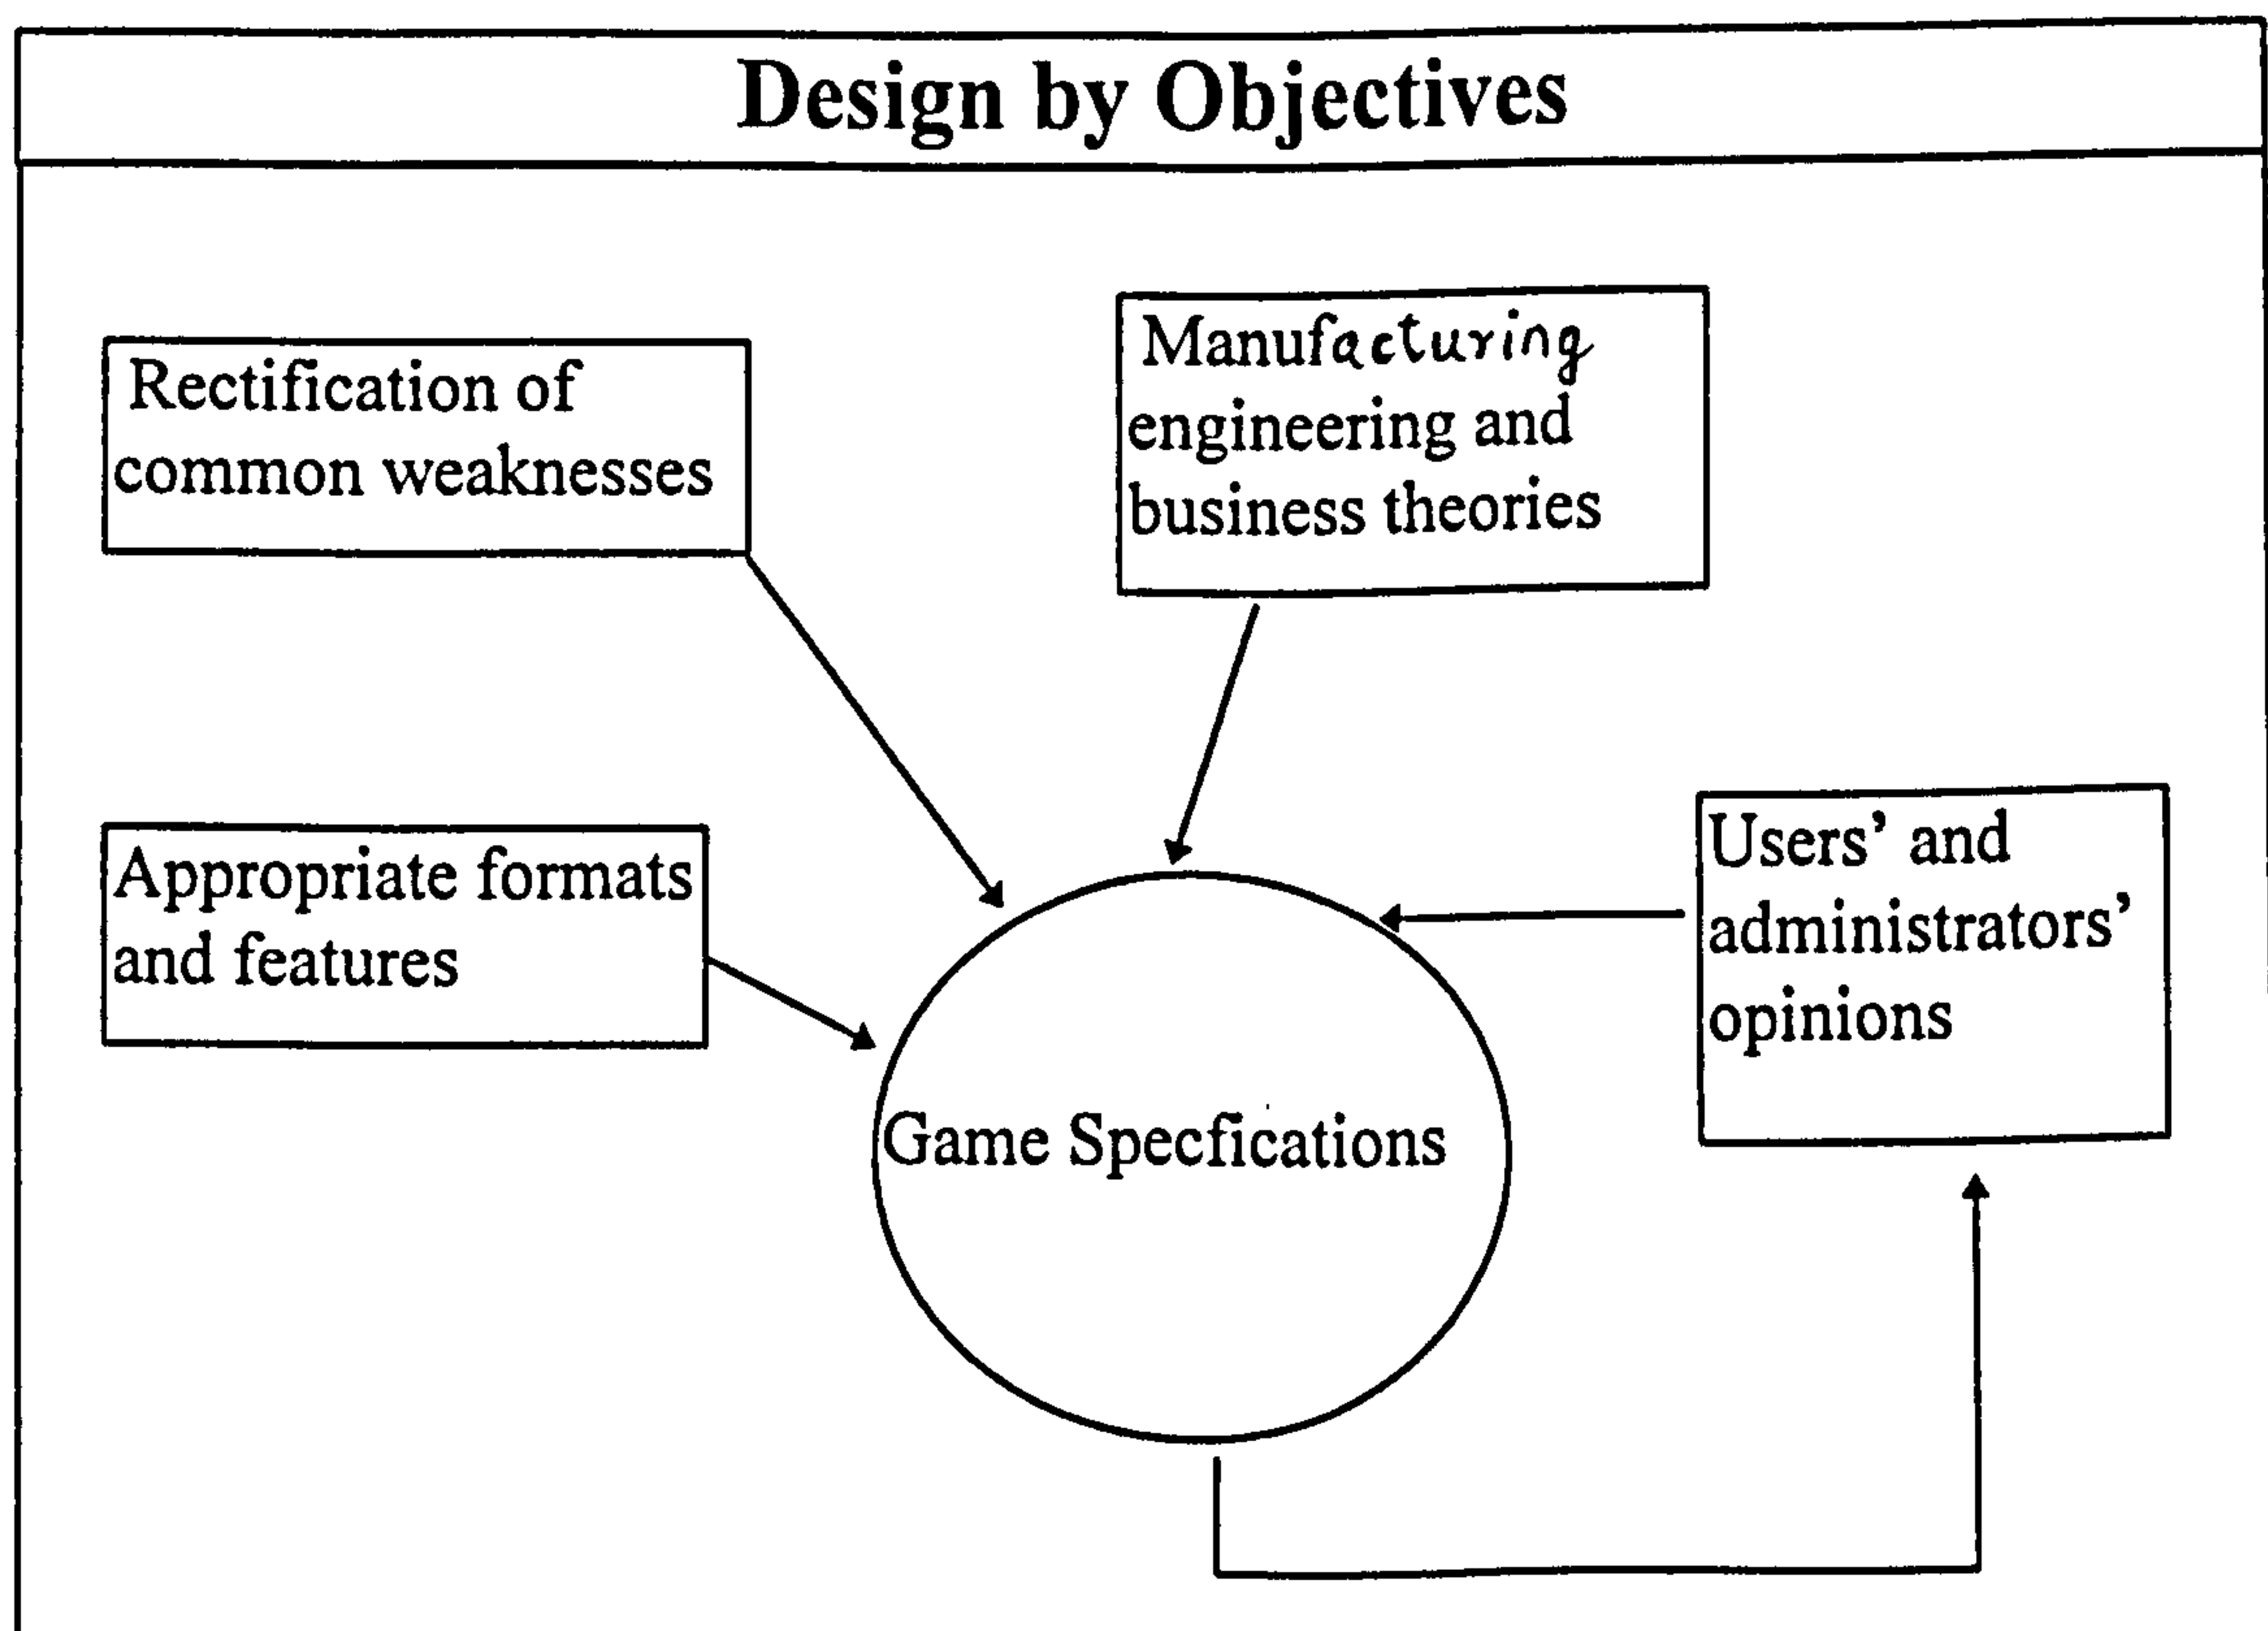 Design by Objectives
Rectification of
common weaknesses
Manufacturing
engineering and
business theories
Appropriate formats
and features
Users' and
administrators'
opinions
Game Specfications